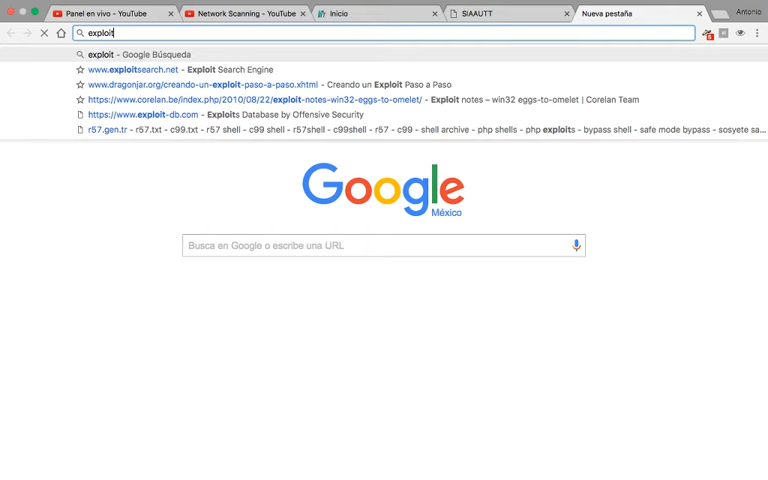 Panel en vivo - YouTube
Network Scanning - YouTube
Inicio
SIAAUTT
Nueva pestaña
Antonio
exploit
5
exploit - Google Búsqueda
www.exploitsearch.net - Exploit Search Engine
www.dragonjar.org/creando-un-exploit-paso-a-paso.xhtml - Creando un Exploit Paso a Paso
https://www.corelan.be/index.php/2010/08/22/exploit-notes-win32-eggs-to-omelet/ - Exploit notes – win32 eggs-to-omelet | Corelan Team
https://www.exploit-db.com - Exploits Database by Offensive Security
r57.gen.tr - r57.txt - c99.txt - r57 shell - c99 shell - r57shell - c99shell - r57 - c99 - shell archive - php shells - php exploits - bypass shell - safe mode bypass - sosyete sa...
Google
México
Busca en Google o escribe una URL